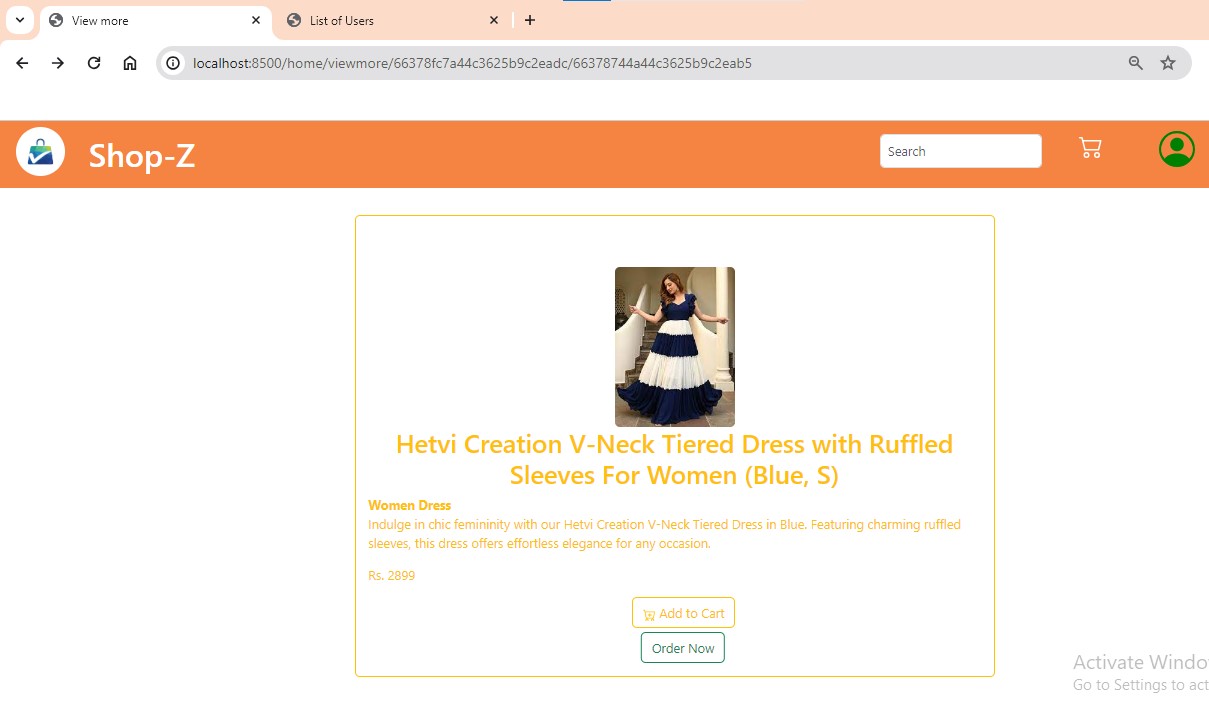 View more
List of Users
localhost:8500/home/viewmore/66378fc7a44c3625b9c2eadc/66378744a44c3625b9c2eab5
Shop-Z
Search
Hetvi Creation V-Neck Tiered Dress with Ruffled
Sleeves For Women (Blue, S)
Women Dress
Indulge in chic femininity with our Hetvi Creation V-Neck Tiered Dress in Blue. Featuring charming ruffled
sleeves, this dress offers effortless elegance for any occasion.
Rs. 2899
Add to Cart
Order Now
Activate Windo
Go to Settings to act